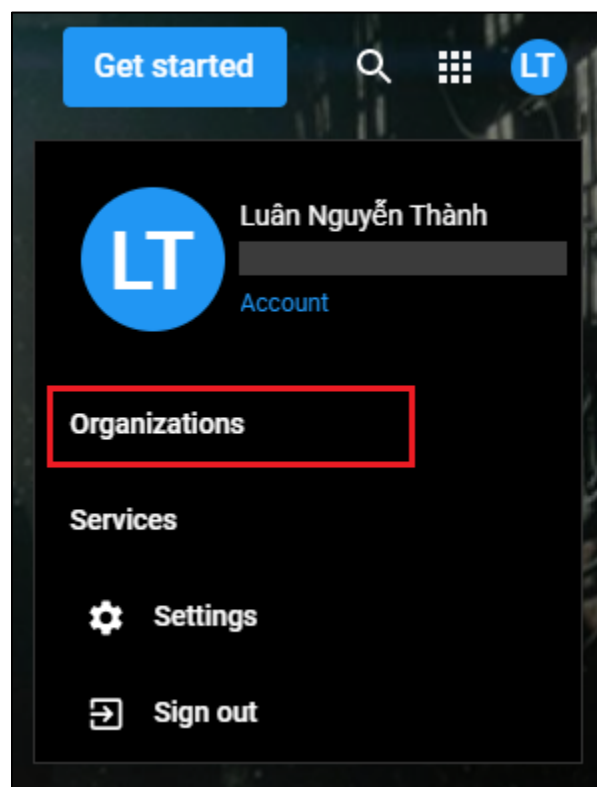 Get started
LT
LT
Luân Nguyễn Thành
Account
Organizations
Services
Settings
Sign out